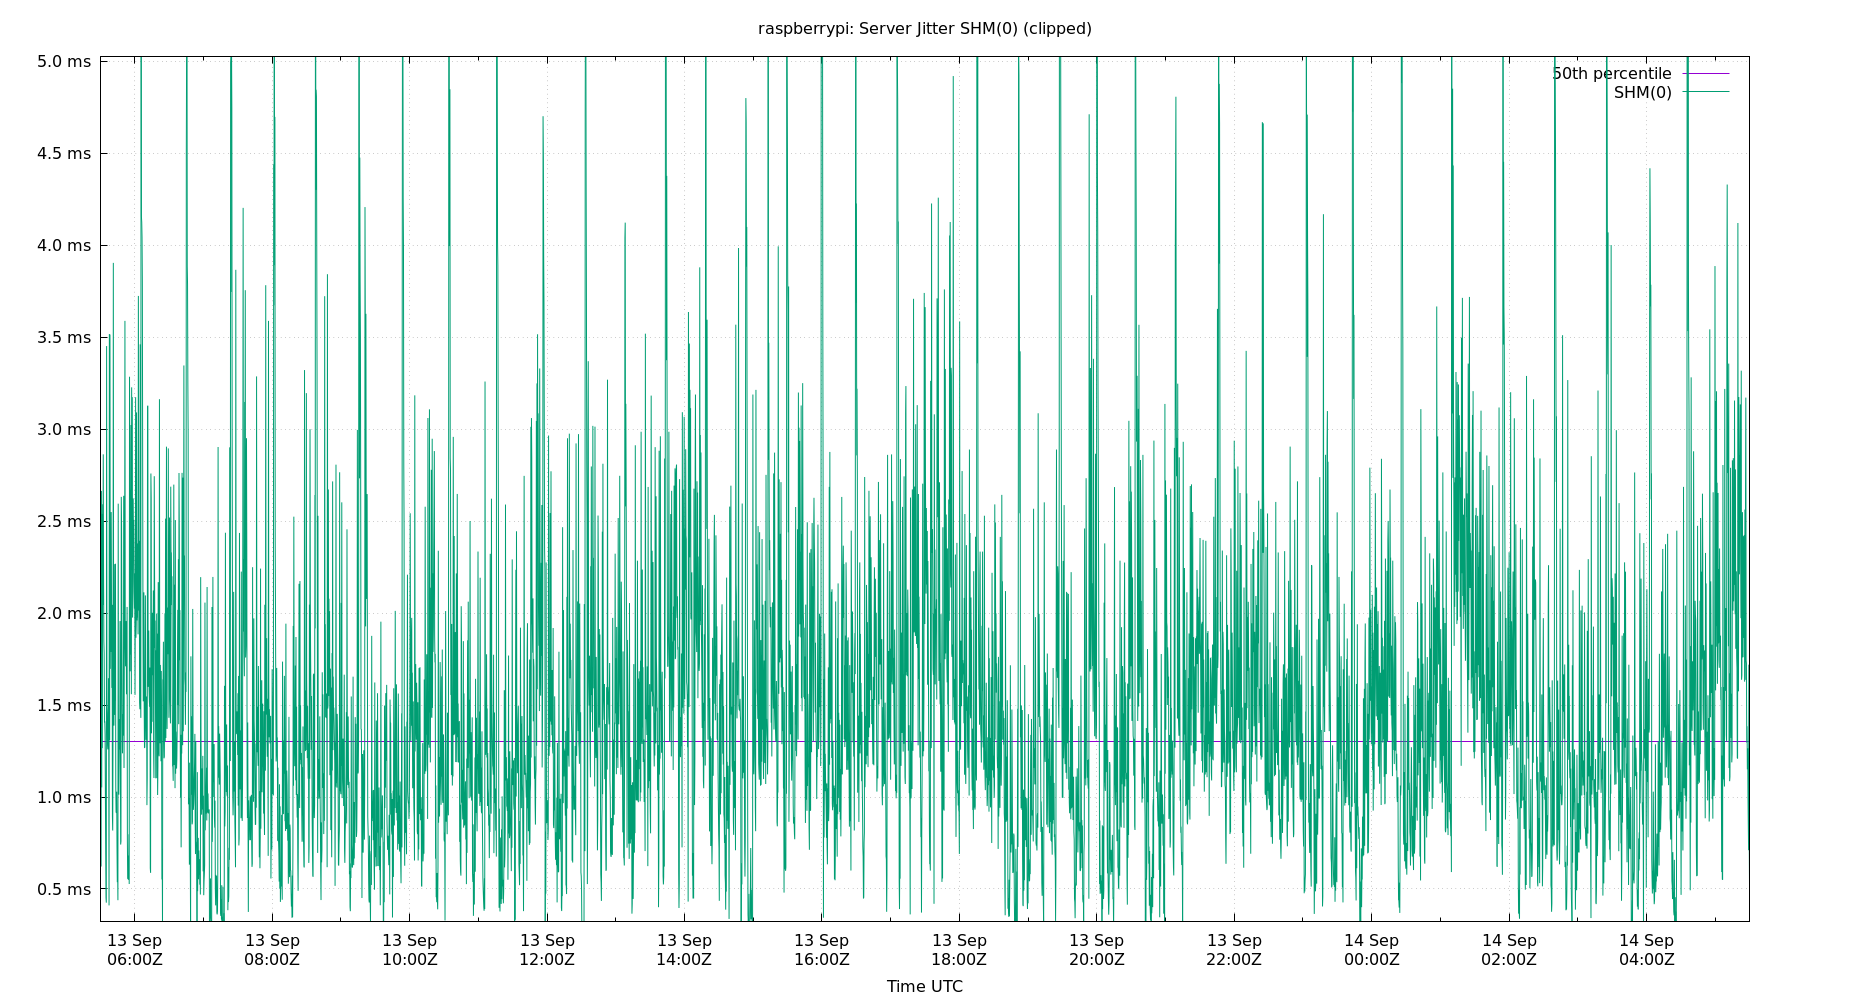 raspberrypi: Server Jitter SHM(0) (clipped)
5.0 ms
4.5 ms
4.0 ms
3.5 ms
3.0 ms
2.5 ms
2.0 ms
1.5 ms
1.0 ms
0.5 ms
50th percentile
SHM(0)
13 Sep 13 Sep 13 Sep 13 Sep 13 Sep 13 Sep 13 Sep 13 Sep 13 Sep 14 Sep 14 Sep 14 Sep
06:00Z 08:00Z 10:00Z 12:00Z 14:00Z 16:00Z 18:00Z 20:00Z 22:00Z 00:00Z 02:00Z 04:00Z
Time UTC